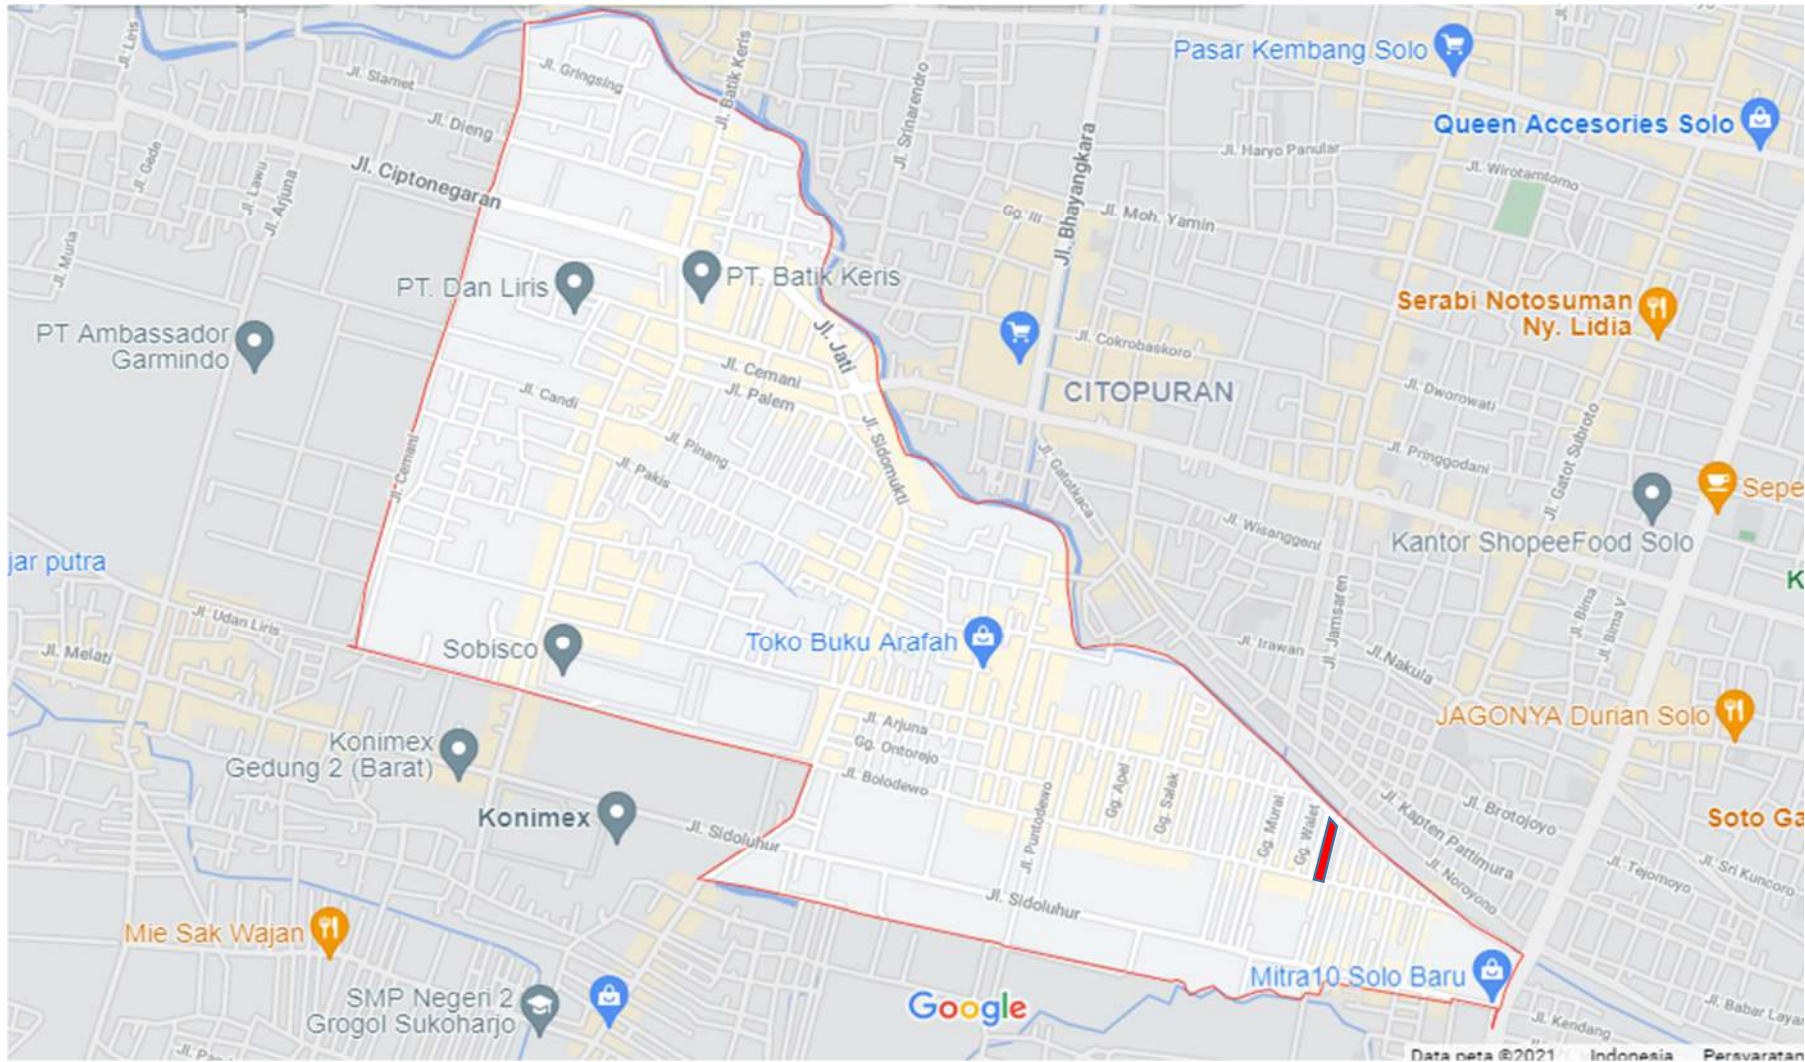 Jl. Liris
Jl. Slamet
Jl. Gringsing
Jl. Batik Keris
Jl. Srinarendro
Pasar Kembang Solo
Queen Accesories Solo
Jl. Dieng
Jl. Gede
Jl. Lawu
Jl. Arjuna
Jl. Ciptonegaran
Jl. Bhayangkara
Jl. Haryo Panular
Jl. Wirotamtomo
Gg. III
Jl. Moh. Yamin
Jl. Muria
PT. Dan Liris
PT. Batik Keris
PT Ambassador
Garmindo
Jl. Jati
Jl. Cokrobaskoro
Serabi Notosuman
Ny. Lidia
Jl. Cemani
Jl. Palem
Jl. Candi
CITOPURAN
Jl. Dworowati
Jl. Gatot Subroto
Jl. Pinang
Jl. Pakis
Jl. Sidomukti
Jl. Cemani
Jl. Gatotkaca
Jl. Pringgodani
Sepe
Jl. Wisanggeni
Kantor ShopeeFood Solo
jar putra
K
Jl. Udan Liris
Jl. Melati
Sobisco
Toko Buku Arafah
Jl. Irawan
Jl. Jamsaren
Jl.Nakula
Jl. Bima
Jl. Bima V
JAGONYA Durian Solo
Konimex
Gedung 2 (Barat)
Jl. Arjuna
Gg. Ontorejo
Jl. Bolodewo
Konimex
Jl. Sidoluhur
Jl. Puntodewo
Gg. Apel
Gg. Salak
Gg. Murai
Gg. Walet
Jl. Kapten Pattimura
Jl. Brotojoyo
Soto Ga
Jl. Noroyono
Jl. Tejomoyo
Jl. Sri Kuncoro
Jl. Sidoluhur
Mie Sak Wajan
SMP Negeri 2
Grogol Sukoharjo
Google
Mitra10 Solo Baru
Jl. Kendang
Jl. Babar Layar
Data peta ©2021
Indonesia
Persyaratan